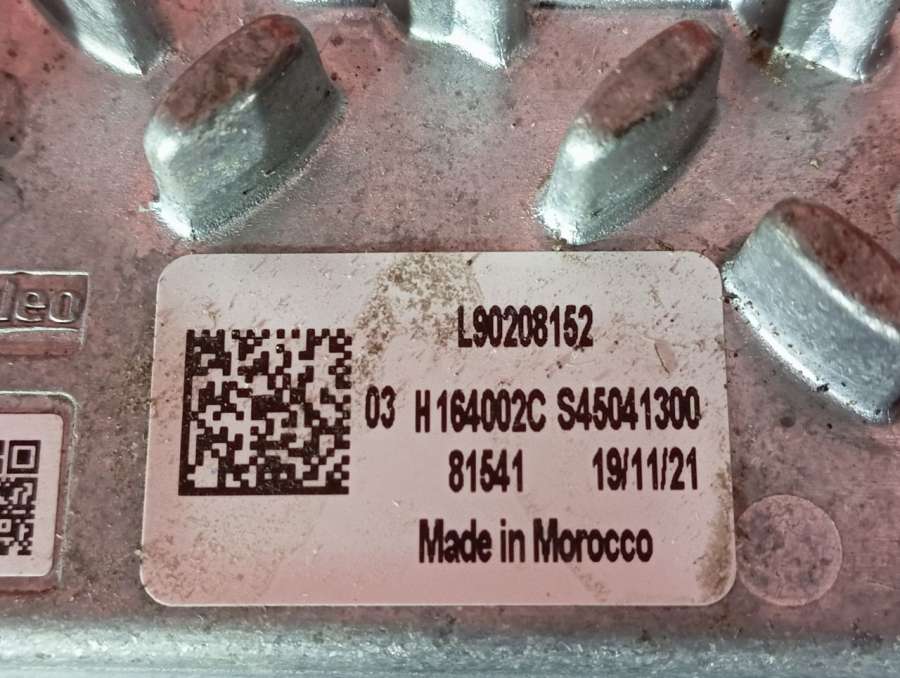 L90208152
03 H164002C S45041300
81541 19/11/21
Made in Morocco